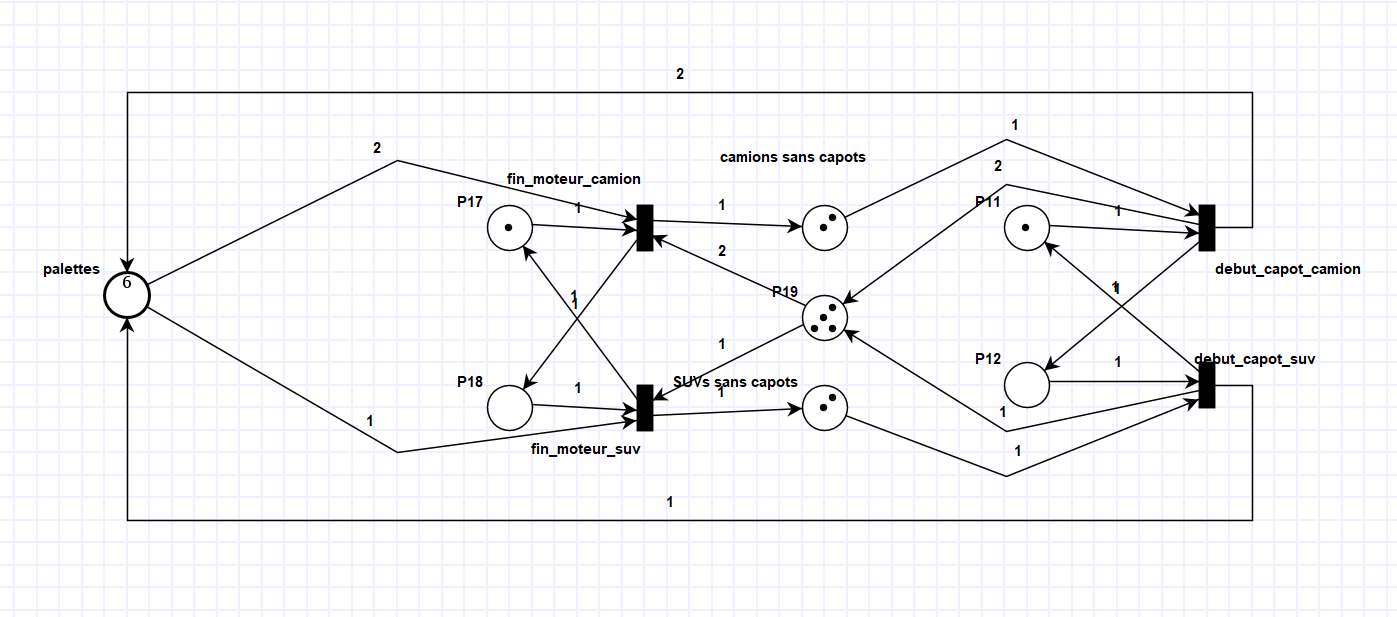 2
1
2
camions sans capots
2
fin_moteur_camion
P17
1
1
P11
1
2
palettes
6
debut_capot_camion
P19
1
1
1
1
1
P12
debut_capot_suv
1
P18
1
SUVs sans capots
1
1
1
fin_moteur_suv
1
1